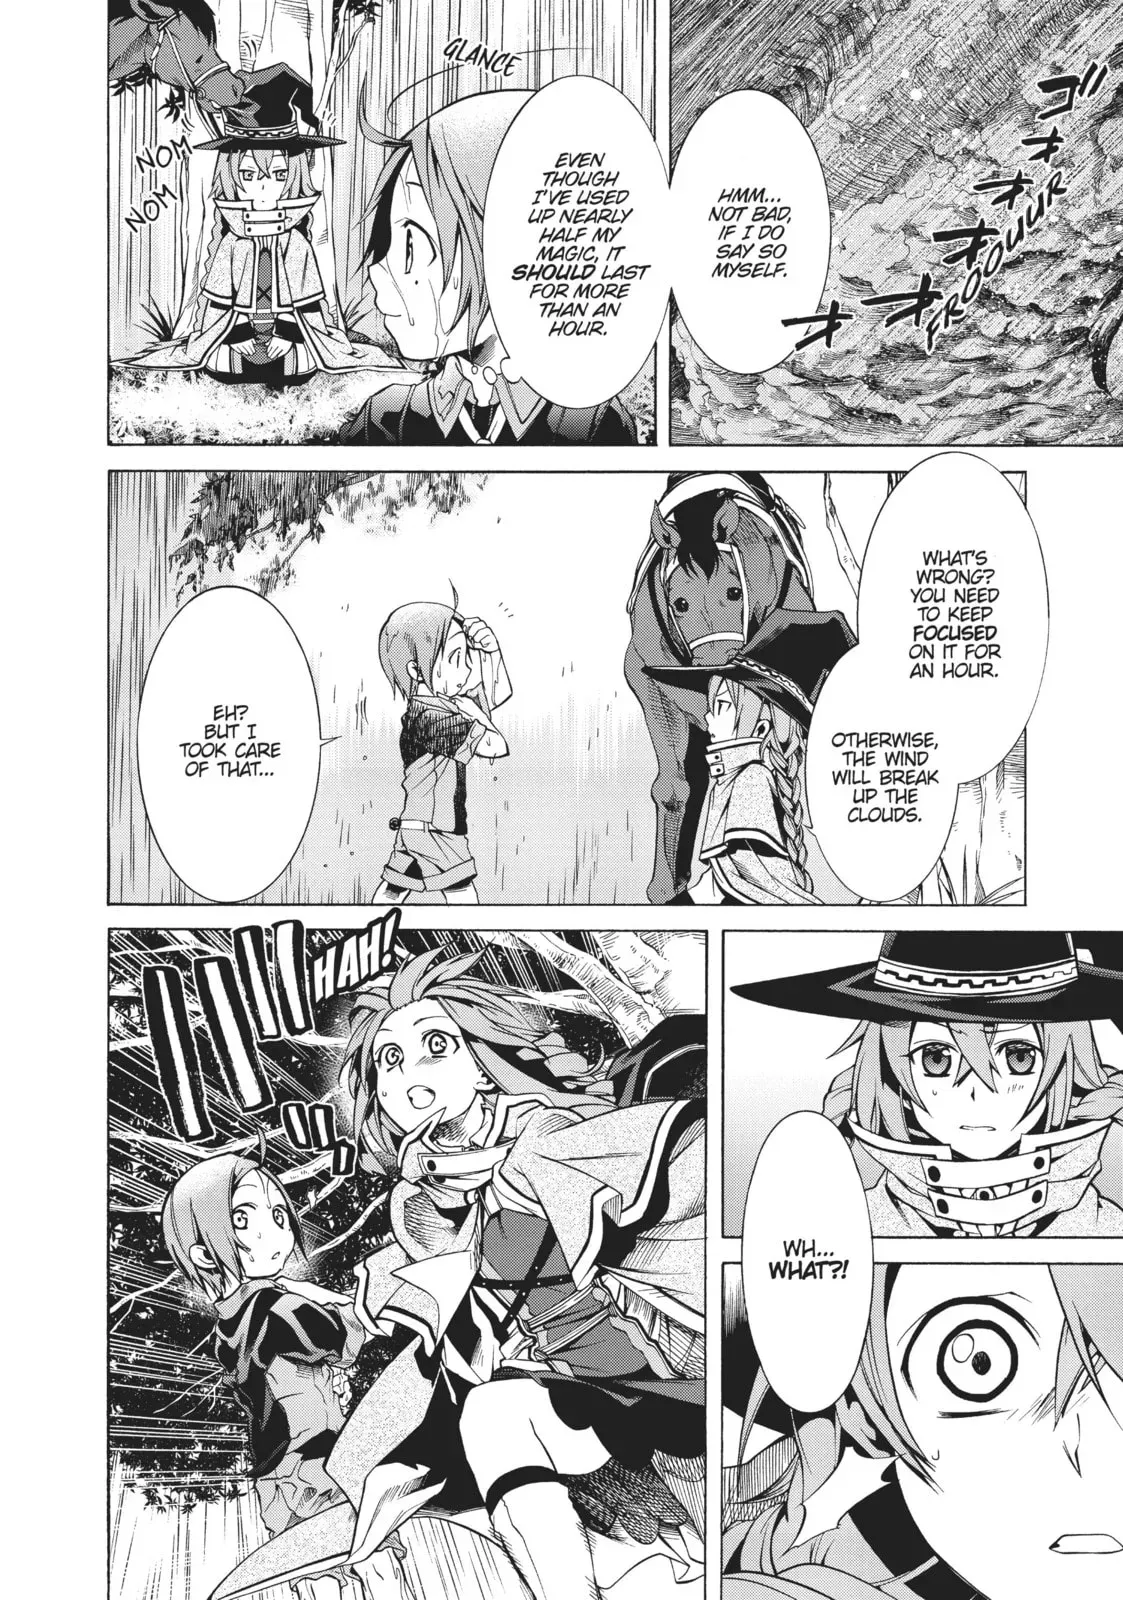 ゴオオオオ
FROOUUR
HMM...
NOT BAD,
IF I DO
SAY SO
MYSELF.
EVEN
THOUGH
I'VE USED
UP NEARLY
HALF MY
MAGIC, IT
SHOULD LAST
FOR MORE
THAN AN
HOUR.
GLANCE
NOM
NOM
WHAT'S
WRONG?
YOU NEED
TO KEEP
FOCUSED
ON IT FOR
AN HOUR.
OTHERWISE,
THE WIND
WILL BREAK
UP THE
CLOUDS.
EH?
BUT I
TOOK CARE
OF THAT...
WH...
WHAT?!
HAH!